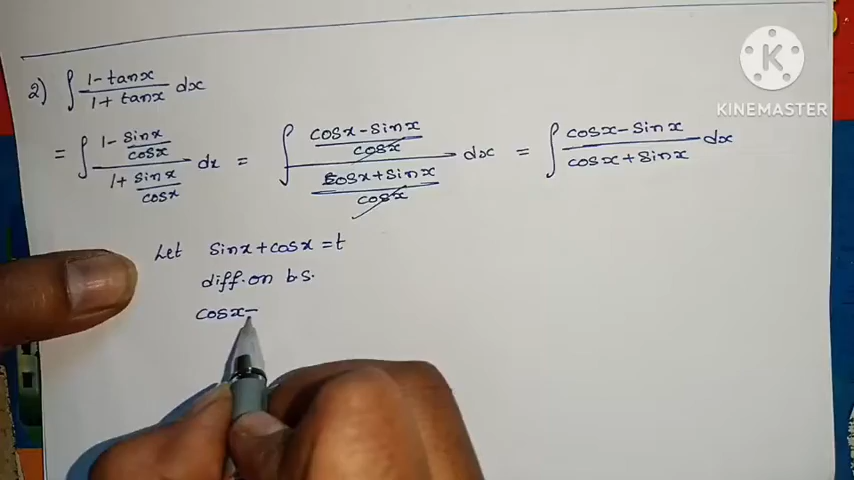 2) ∫ (1 - tanx)/(1 + tanx) dx
= ∫ (1 - sinx/cosx)/(1 + sinx/cosx) dx = ∫ ((cosx - sinx)/cosx)/((cosx + sinx)/cosx) dx = ∫ (cosx - sinx)/(cosx + sinx) dx
Let sinx + cosx = t
diff. on b.s.
cosx -
K
KINEMASTER